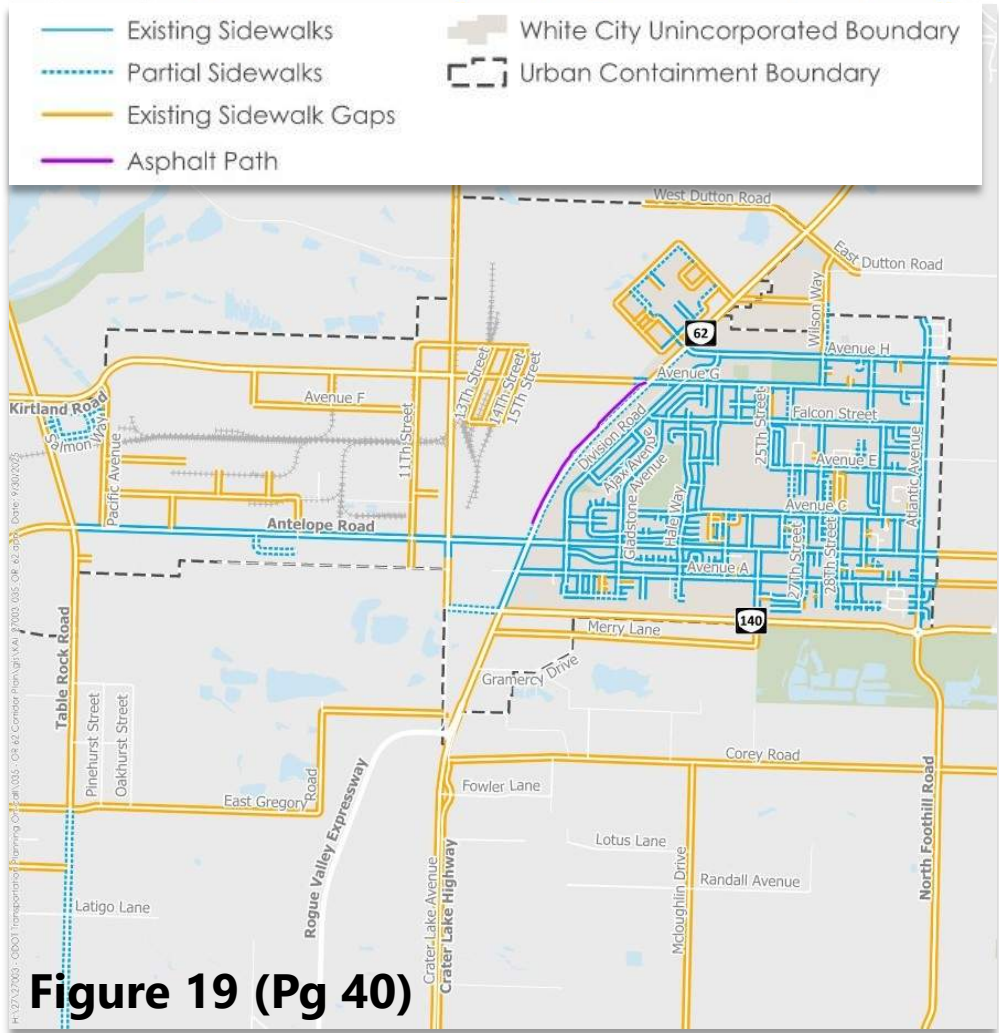 Existing Sidewalks
Partial Sidewalks
Existing Sidewalk Gaps
Asphalt Path
White City Unincorporated Boundary
Urban Containment Boundary
West Dutton Road
East Dutton Road
62
Wilson Way
Avenue H
Avenue G
Avenue F
13Th Street
14Th Street
15Th Street
11Th Street
Kirtland Road
Salmon Way
Pacific Avenue
Antelope Road
Division Road
Ajax Avenue
Gladstone Avenue
Hale Way
25Th Street
Falcon Street
Avenue E
Avenue C
Atlantic Avenue
27Th Street
28Th Street
Avenue A
140
Merry Lane
Gramercy Drive
Table Rock Road
Pinehurst Street
Oakhurst Street
East Gregory Road
Rogue Valley Expressway
Corey Road
Fowler Lane
Lotus Lane
Randall Avenue
Mcloughlin Drive
North Foothill Road
Crater Lake Avenue
Crater Lake Highway
Latigo Lane
Figure 19 (Pg 40)